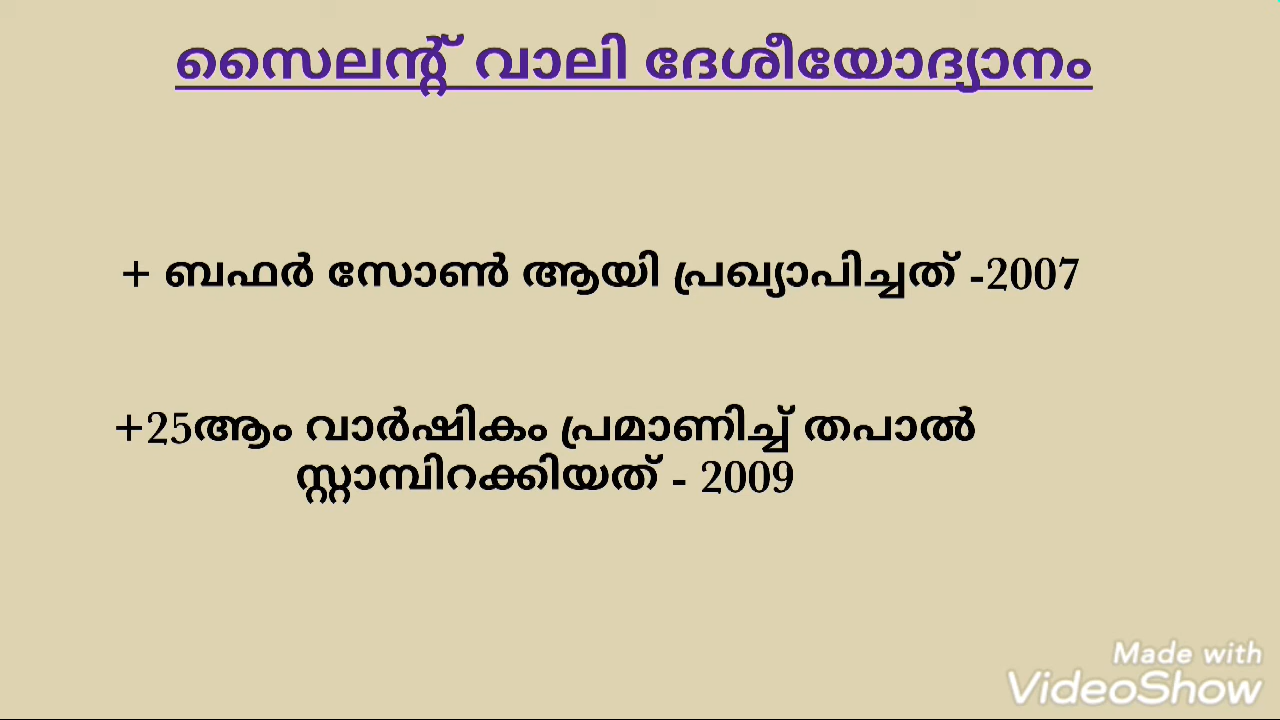 സൈലന്റ് വാലി ദേശീയോദ്യാനം
+ ബഫർ സോൺ ആയി പ്രഖ്യാപിച്ചത് -2007
+25ആം വാർഷികം പ്രമാണിച്ച് തപാൽ
സ്റ്റാമ്പിറക്കിയത് - 2009
Made with
VideoShow